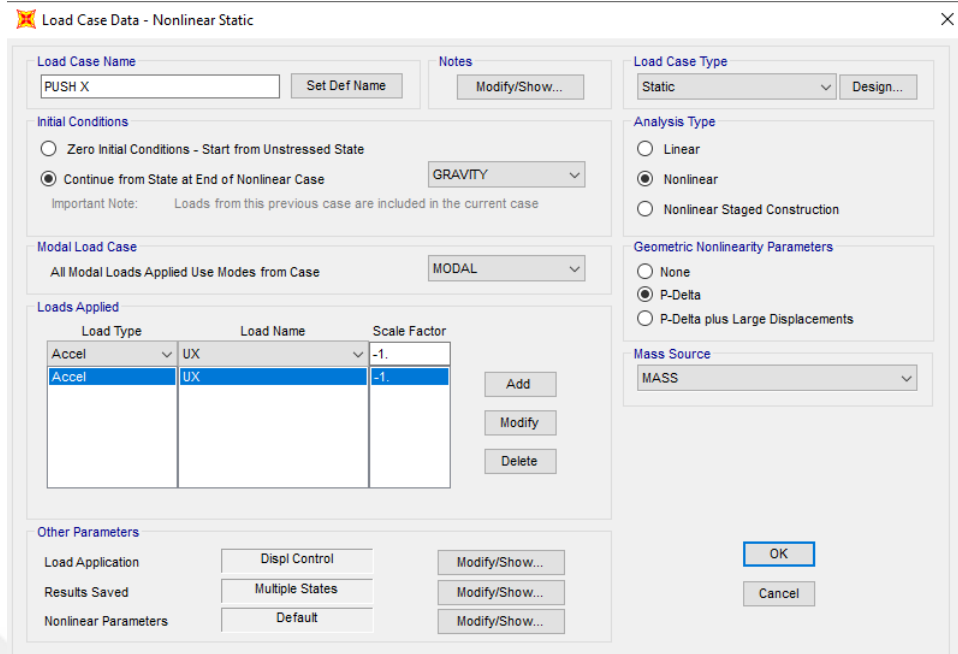 Load Case Data - Nonlinear Static
Load Case Name
PUSH X
Set Def Name
Notes
Modify/Show...
Load Case Type
Static
Design...
Initial Conditions
Zero Initial Conditions - Start from Unstressed State
Continue from State at End of Nonlinear Case
GRAVITY
Important Note: Loads from this previous case are included in the current case
Analysis Type
Linear
Nonlinear
Nonlinear Staged Construction
Modal Load Case
All Modal Loads Applied Use Modes from Case
MODAL
Geometric Nonlinearity Parameters
None
P-Delta
P-Delta plus Large Displacements
Loads Applied
Load Type Load Name Scale Factor
Accel UX -1.
Accel UX -1.
Add
Modify
Delete
Mass Source
MASS
Other Parameters
Load Application Displ Control Modify/Show...
Results Saved Multiple States Modify/Show...
Nonlinear Parameters Default Modify/Show...
OK
Cancel